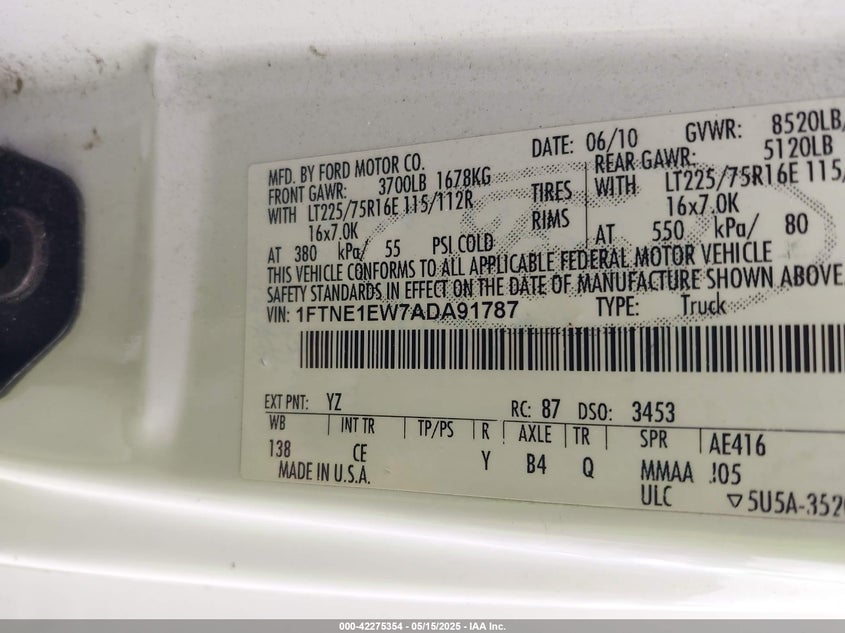 MFD. BY FORD MOTOR CO. DATE: 06/10 GVWR: 8520LB/
FRONT GAWR: 3700LB 1678KG REAR GAWR: 5120LB
WITH LT225/75R16E 115/112R TIRES WITH LT225/75R16E 115/
16x7.0K RIMS 16x7.0K
AT 380 kPa/ 55 PSI COLD AT 550 kPa/ 80
THIS VEHICLE CONFORMS TO ALL APPLICABLE FEDERAL MOTOR VEHICLE
SAFETY STANDARDS IN EFFECT ON THE DATE OF MANUFACTURE SHOWN ABOVE.
VIN: 1FTNE1EW7ADA91787 TYPE: Truck
EXT PNT: YZ RC: 87 DSO: 3453
WB INT TR TP/PS R AXLE TR SPR AE416
138 CE Y B4 Q MMAA J05
MADE IN U.S.A. ULC ▽5U5A-3520
000-42275354 - 05/15/2025 - IAA Inc.